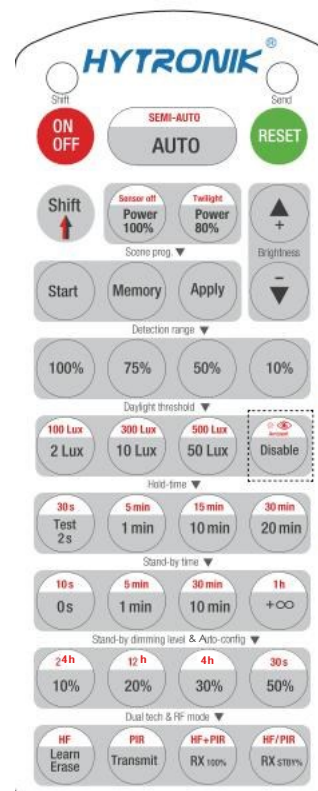 HYTRONIK®
Shift
Send
ON
OFF
SEMI-AUTO
AUTO
RESET
Shift
Sensor off
Power
100%
Twilight
Power
80%
+
Brightness
−
Scene prog. ▼
Start
Memory
Apply
Detection range ▼
100%
75%
50%
10%
Daylight threshold ▼
100 Lux
2 Lux
300 Lux
10 Lux
500 Lux
50 Lux
Ambient
Disable
Hold-time ▼
30 s
Test
2s
5 min
1 min
15 min
10 min
30 min
20 min
Stand-by time ▼
10 s
0s
5 min
1 min
30 min
10 min
1h
+∞
Stand-by dimming level & Auto-config ▼
24h
10%
12 h
20%
4h
30%
30 s
50%
Dual tech & RF mode ▼
HF
Learn
Erase
PIR
Transmit
HF+PIR
RX 100%
HF/PIR
RX STBY%